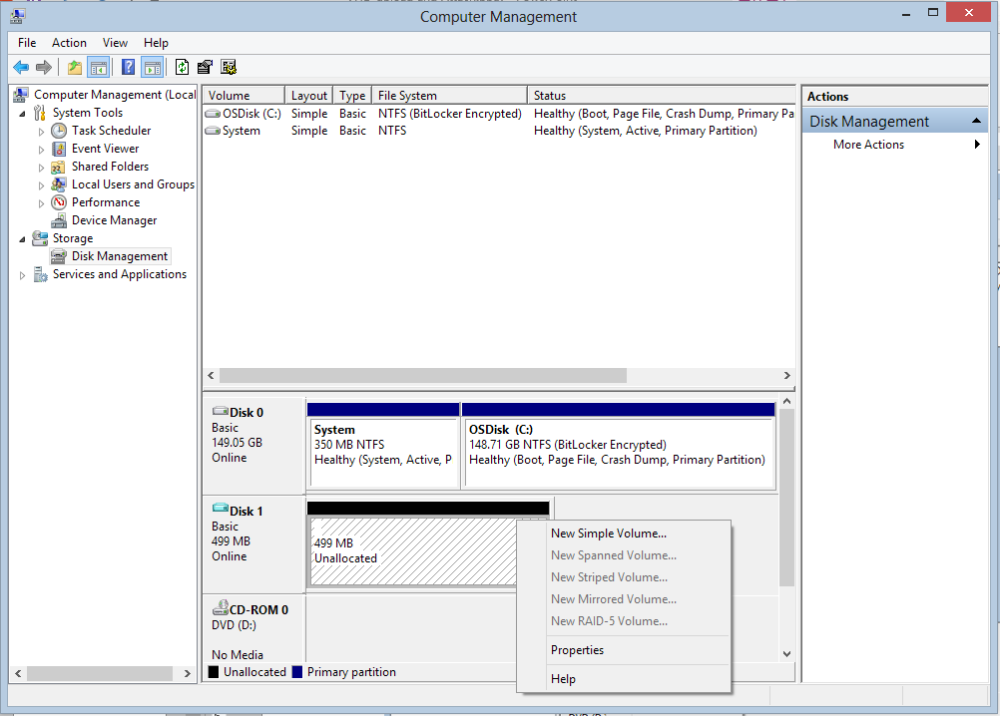 Computer Management
File Action View Help
Computer Management (Local
System Tools
Task Scheduler
Event Viewer
Shared Folders
Local Users and Groups
Performance
Device Manager
Storage
Disk Management
Services and Applications
Volume Layout Type File System Status
OSDisk (C:) Simple Basic NTFS (BitLocker Encrypted) Healthy (Boot, Page File, Crash Dump, Primary Pa
System Simple Basic NTFS Healthy (System, Active, Primary Partition)
Disk 0
Basic
149.05 GB
Online
System
350 MB NTFS
Healthy (System, Active, P
OSDisk (C:)
148.71 GB NTFS (BitLocker Encrypted)
Healthy (Boot, Page File, Crash Dump, Primary Partition)
Disk 1
Basic
499 MB
Online
499 MB
Unallocated
CD-ROM 0
DVD (D:)
No Media
Unallocated Primary partition
New Simple Volume...
New Spanned Volume...
New Striped Volume...
New Mirrored Volume...
New RAID-5 Volume...
Properties
Help
Actions
Disk Management
More Actions